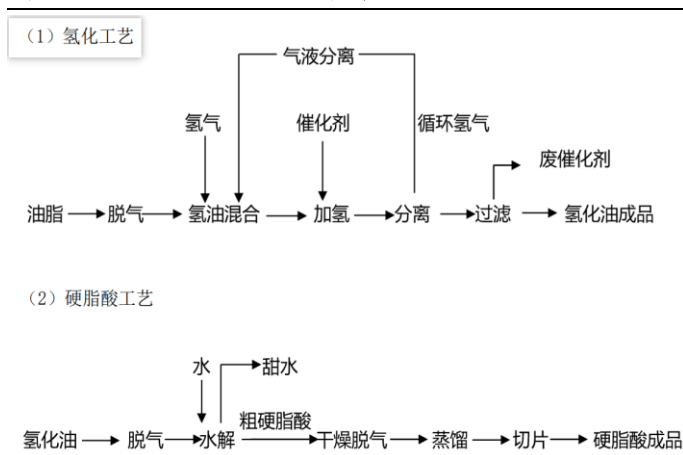 （1）氢化工艺
气液分离
氢气 催化剂 循环氢气
废催化剂
油脂 脱气 氢油混合 加氢 分离 过滤 氢化油成品
（2）硬脂酸工艺
水 甜水
粗硬脂酸
氢化油 脱气 水解 干燥脱气 蒸馏 切片 硬脂酸成品